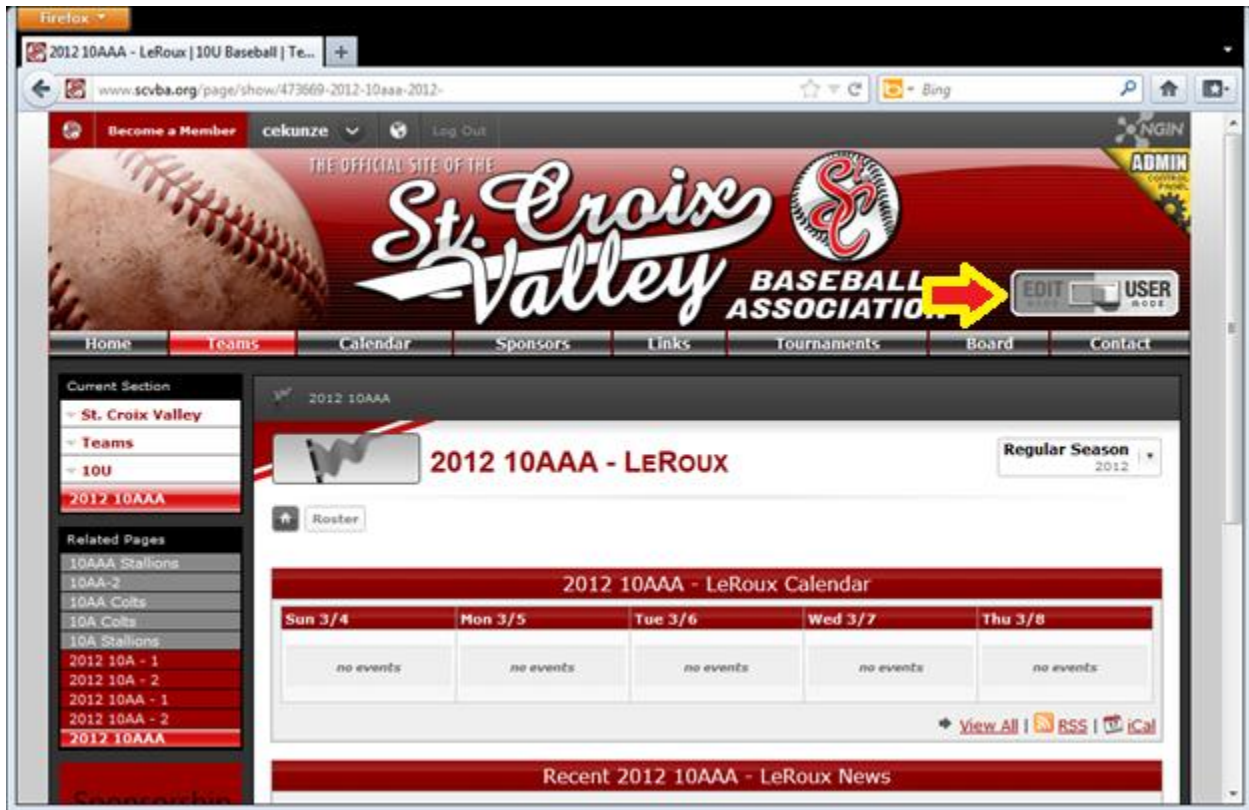 Firefox
2012 10AAA - LeRoux | 10U Baseball | Te...
www.scvba.org/page/show/473669-2012-10aaa-2012-
Bing
Become a Member cekunze Log Out
NGIN
ADMIN
CONTROL
PANEL
THE OFFICIAL SITE OF THE
St. Croix
Valley
SC
BASEBALL
ASSOCIATION
EDIT MODE USER MODE
Home Teams Calendar Sponsors Links Tournaments Board Contact
Current Section
St. Croix Valley
Teams
10U
2012 10AAA
2012 10AAA
2012 10AAA - LEROUX
Regular Season
2012
Roster
Related Pages
10AAA Stallions
10AA-2
10AA Colts
10A Colts
10A Stallions
2012 10A - 1
2012 10A - 2
2012 10AA - 1
2012 10AA - 2
2012 10AAA
2012 10AAA - LeRoux Calendar
Sun 3/4 Mon 3/5 Tue 3/6 Wed 3/7 Thu 3/8
no events no events no events no events no events
View All | RSS | iCal
Recent 2012 10AAA - LeRoux News
Sponsorship